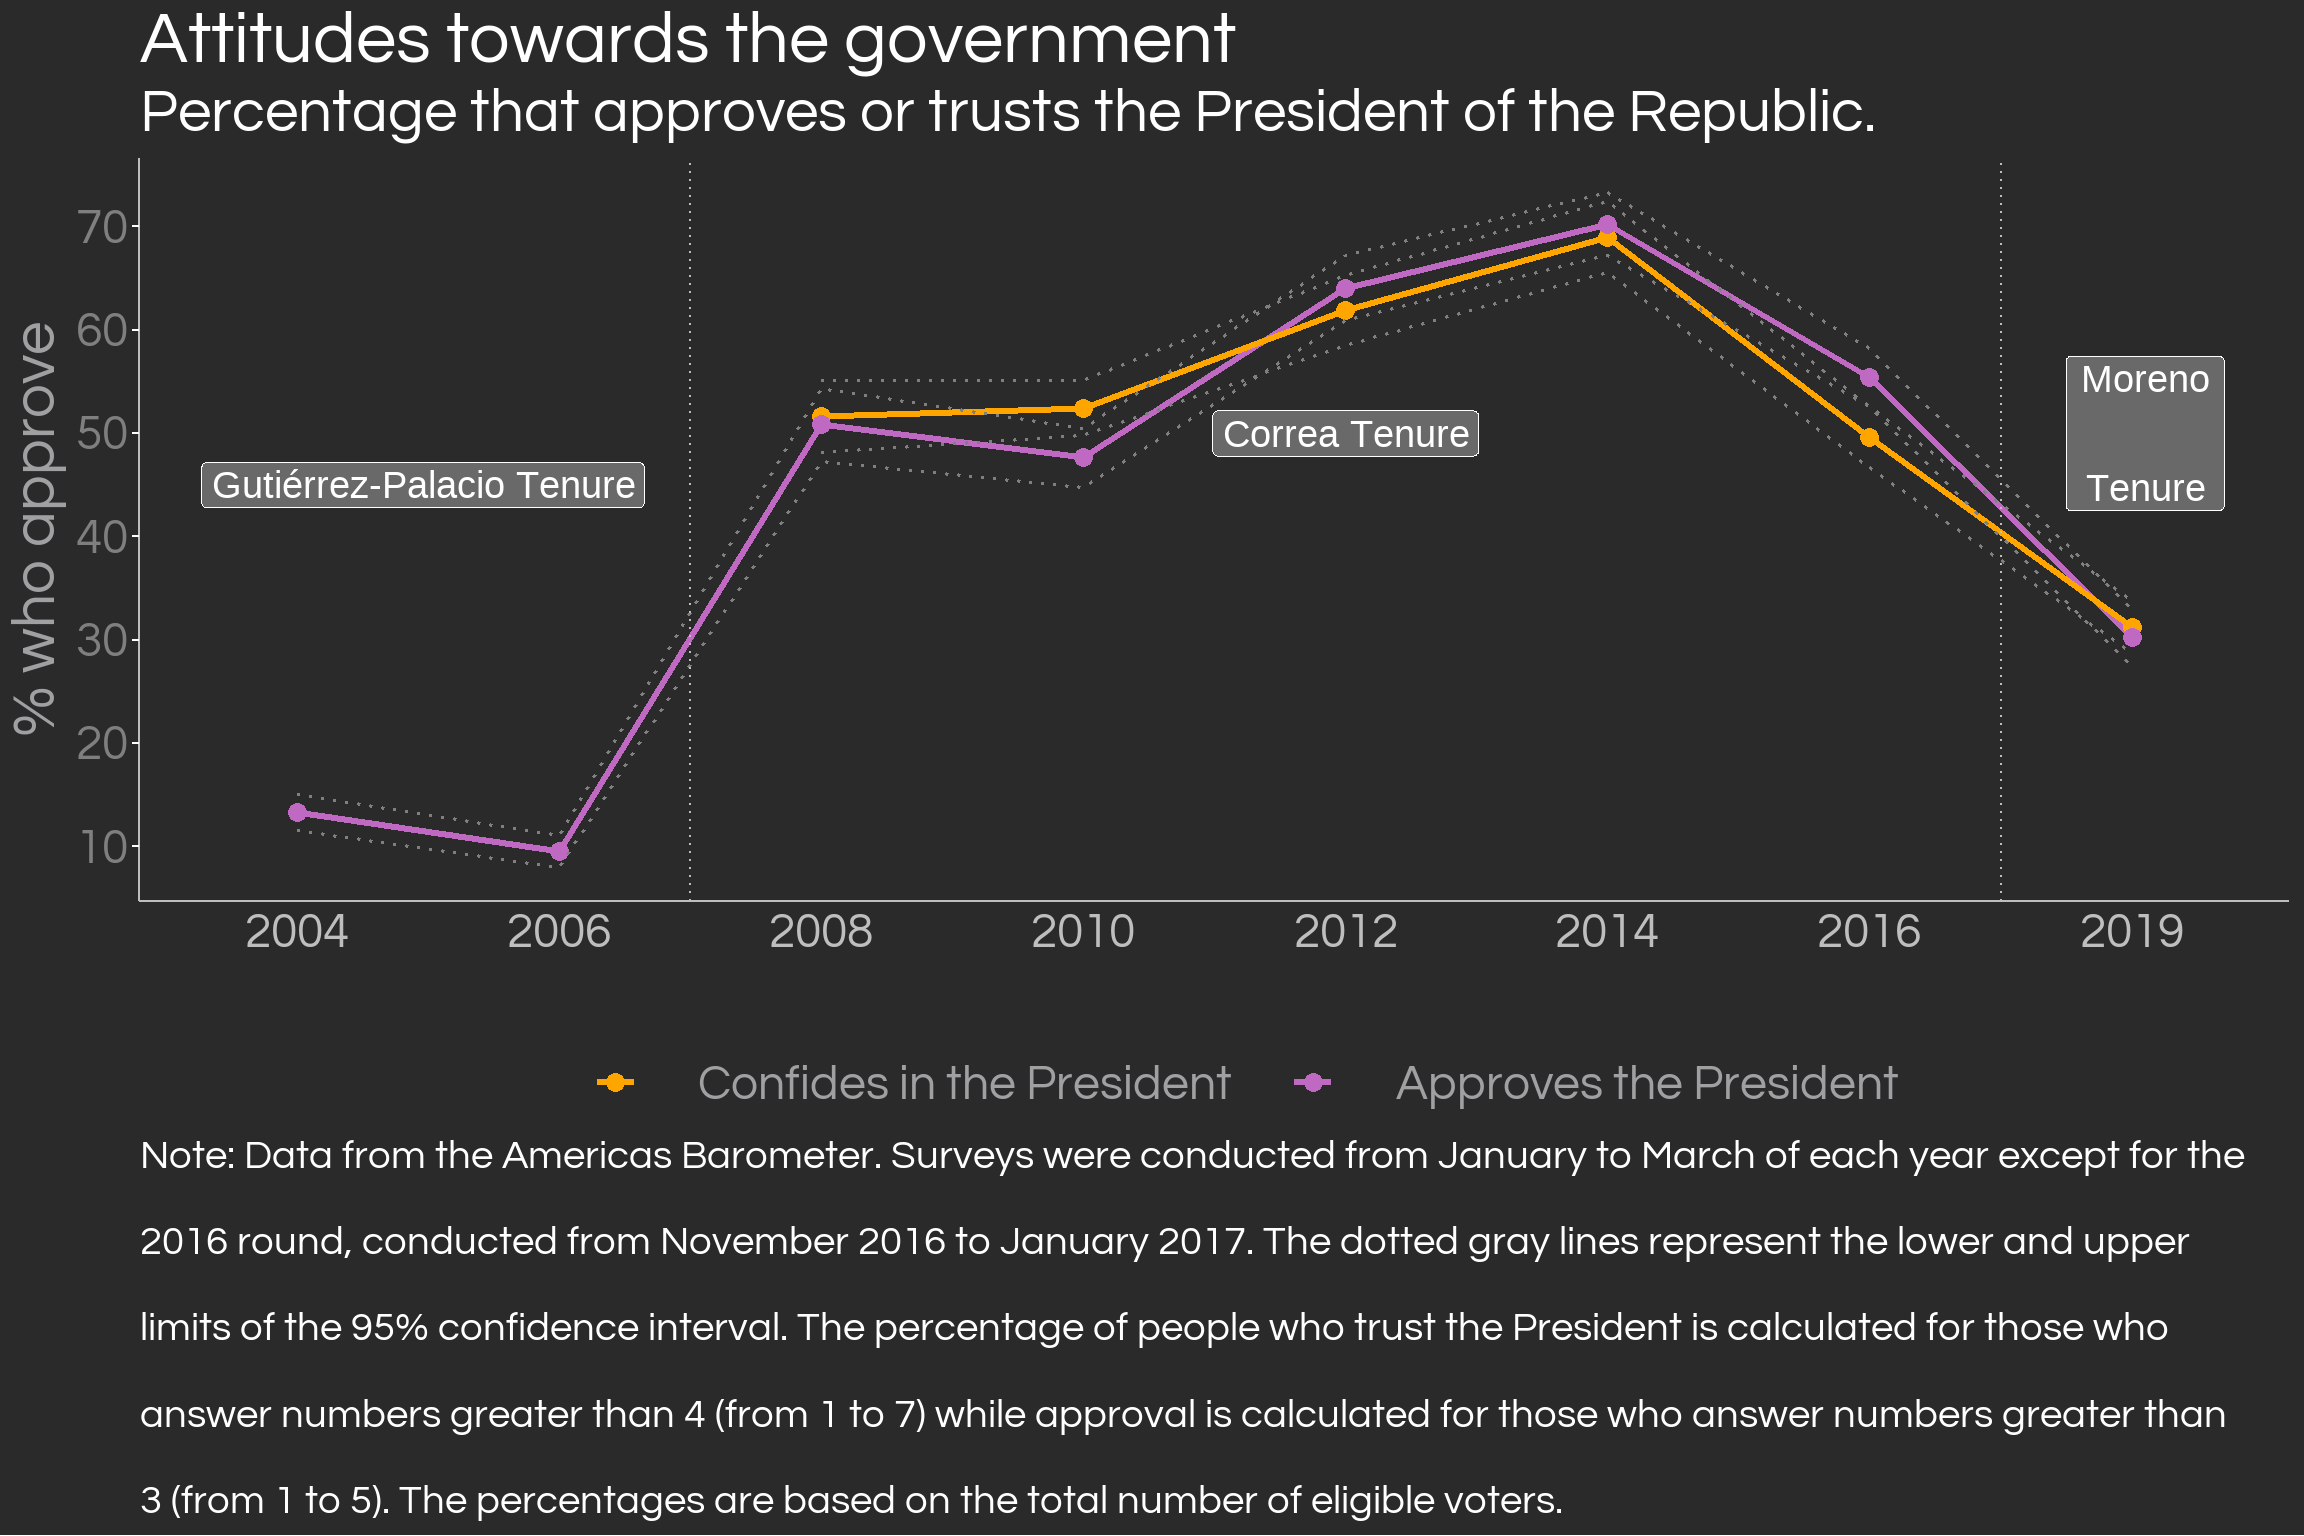 Attitudes towards the government
Percentage that approves or trusts the President of the Republic.
% who approve
70
60
50
40
30
20
10
Gutiérrez-Palacio Tenure
Correa Tenure
Moreno
Tenure
2004 2006 2008 2010 2012 2014 2016 2019
Confides in the President Approves the President
Note: Data from the Americas Barometer. Surveys were conducted from January to March of each year except for the
2016 round, conducted from November 2016 to January 2017. The dotted gray lines represent the lower and upper
limits of the 95% confidence interval. The percentage of people who trust the President is calculated for those who
answer numbers greater than 4 (from 1 to 7) while approval is calculated for those who answer numbers greater than
3 (from 1 to 5). The percentages are based on the total number of eligible voters.